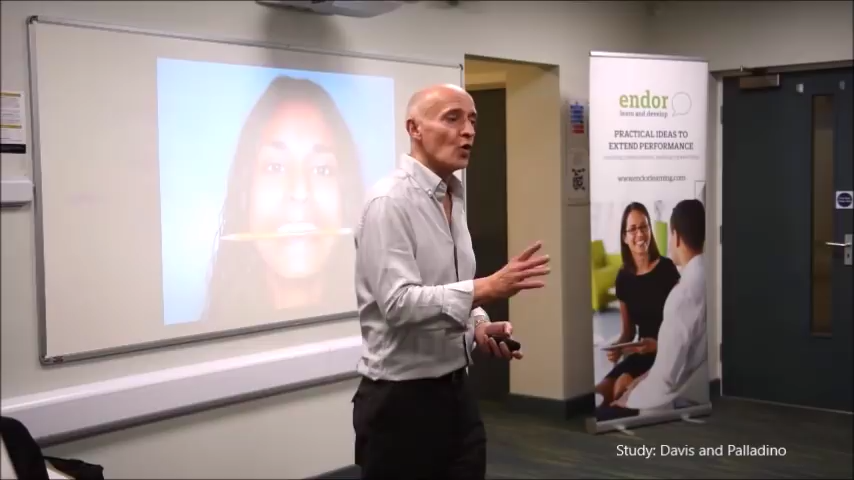 endor
learn and develop
PRACTICAL IDEAS TO
EXTEND PERFORMANCE
www.endorlearning.com
Study: Davis and Palladino